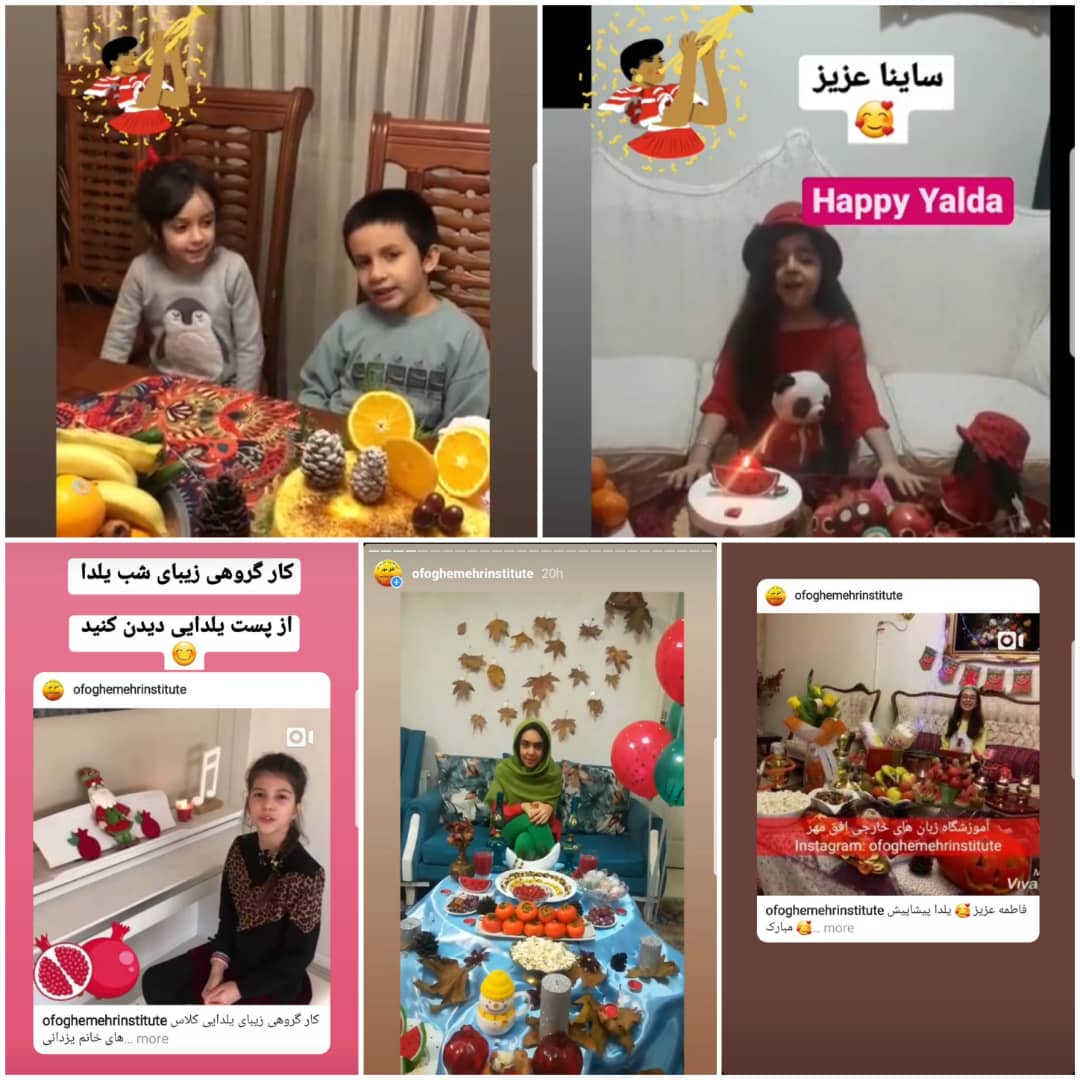 ساینا عزیز
🥰
Happy Yalda
کار گروهی زیبای شب یلدا
از پست یلدایی دیدن کنید
😊
ofoghemehrinstitute
ofoghemehrinstitute کار گروهی زیبای یلدایی کلاس
های خانم یزدانی... more
ofoghemehrinstitute 20h
ofoghemehrinstitute
آموزشگاه زبان های خارجی افق مهر
Instagram: ofoghemehrinstitute
Viva
ofoghemehrinstitute فاطمه عزیز 🥰 یلدا پیشاپیش
مبارک 🥰... more